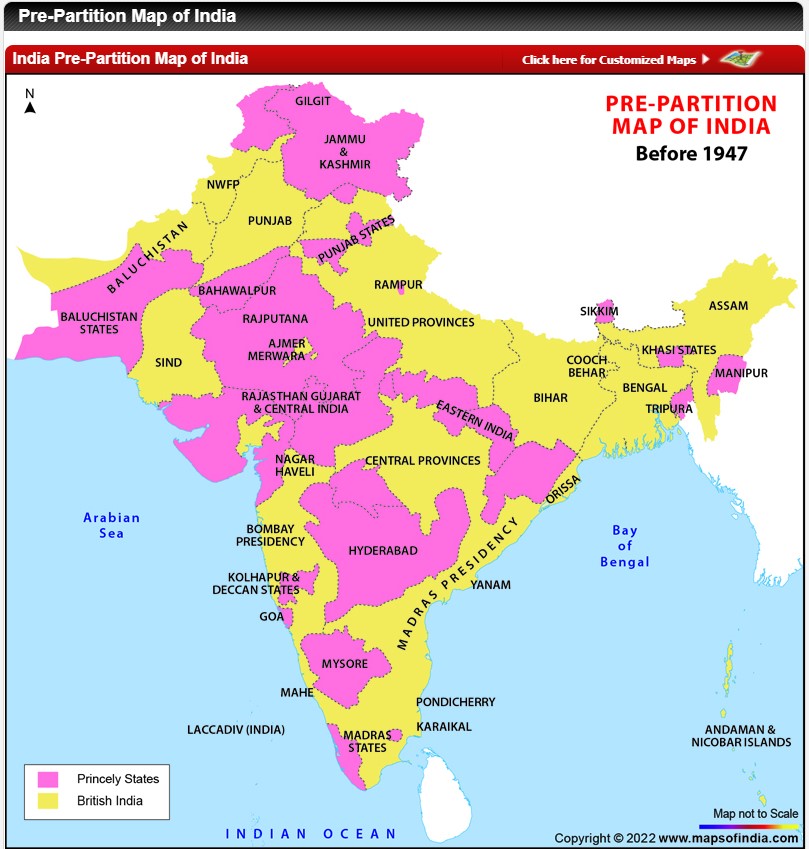 Pre-Partition Map of India
India Pre-Partition Map of India
Click here for Customized Maps
N
PRE-PARTITION
MAP OF INDIA
Before 1947
GILGIT
JAMMU
&
KASHMIR
NWFP
PUNJAB
BALUCHISTAN
PUNJAB STATES
BAHAWALPUR
RAMPUR
BALUCHISTAN
STATES
RAJPUTANA
UNITED PROVINCES
SIKKIM
ASSAM
AJMER
MERWARA
SIND
COOCH
BEHAR
KHASI STATES
MANIPUR
RAJASTHAN GUJARAT
& CENTRAL INDIA
BIHAR
BENGAL
TRIPURA
EASTERN INDIA
NAGAR
HAVELI
CENTRAL PROVINCES
ORISSA
Arabian
Sea
BOMBAY
PRESIDENCY
HYDERABAD
Bay
of
Bengal
MADRAS PRESIDENCY
KOLHAPUR &
DECCAN STATES
YANAM
GOA
MYSORE
MAHE
PONDICHERRY
KARAIKAL
LACCADIV (INDIA)
MADRAS
STATES
ANDAMAN &
NICOBAR ISLANDS
Princely States
British India
INDIAN OCEAN
Map not to Scale
Copyright © 2022 www.mapsofindia.com